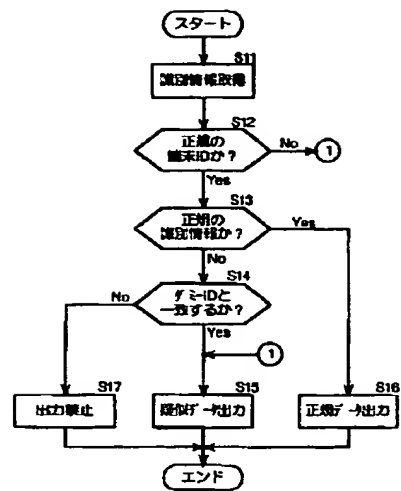 スタート
S11
識別情報取得
S12
正規の
端末IDか?
No
1
Yes
S13
正規の
識別情報か?
Yes
No
S14
ダミーIDと
一致するか?
No
Yes
1
S17
出力禁止
S15
疑似データ出力
S16
正規データ出力
エンド